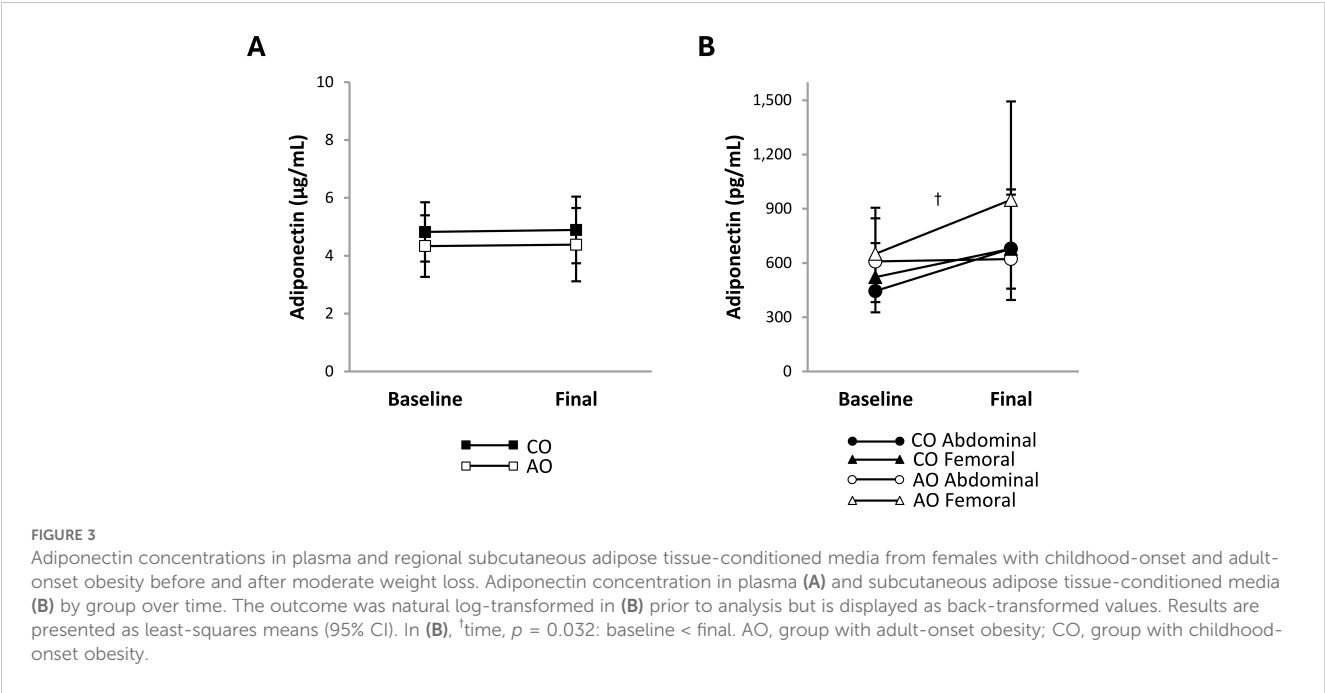 A
B
10
8
6
4
2
0
Adiponectin (µg/mL)
Baseline
Final
CO
AO
1,500
1,200
900
600
300
0
Adiponectin (pg/mL)
†
Baseline
Final
CO Abdominal
CO Femoral
AO Abdominal
AO Femoral
FIGURE 3
Adiponectin concentrations in plasma and regional subcutaneous adipose tissue-conditioned media from females with childhood-onset and adult-
onset obesity before and after moderate weight loss. Adiponectin concentration in plasma (A) and subcutaneous adipose tissue-conditioned media
(B) by group over time. The outcome was natural log-transformed in (B) prior to analysis but is displayed as back-transformed values. Results are
presented as least-squares means (95% CI). In (B), †time, p = 0.032: baseline < final. AO, group with adult-onset obesity; CO, group with childhood-
onset obesity.